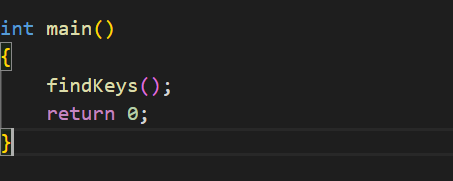 int main()
{
    findKeys();
    return 0;
}